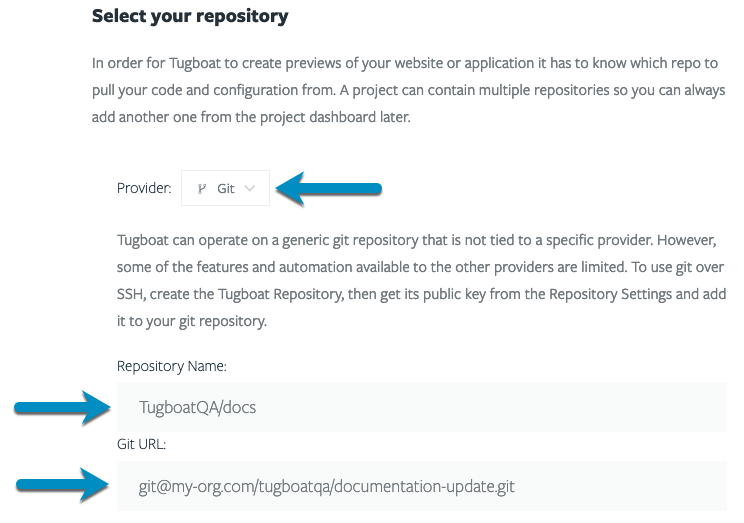 Select your repository
In order for Tugboat to create previews of your website or application it has to know which repo to
pull your code and configuration from. A project can contain multiple repositories so you can always
add another one from the project dashboard later.
Provider: Git
Tugboat can operate on a generic git repository that is not tied to a specific provider. However,
some of the features and automation available to the other providers are limited. To use git over
SSH, create the Tugboat Repository, then get its public key from the Repository Settings and add
it to your git repository.
Repository Name:
TugboatQA/docs
Git URL:
git@my-org.com/tugboatqa/documentation-update.git